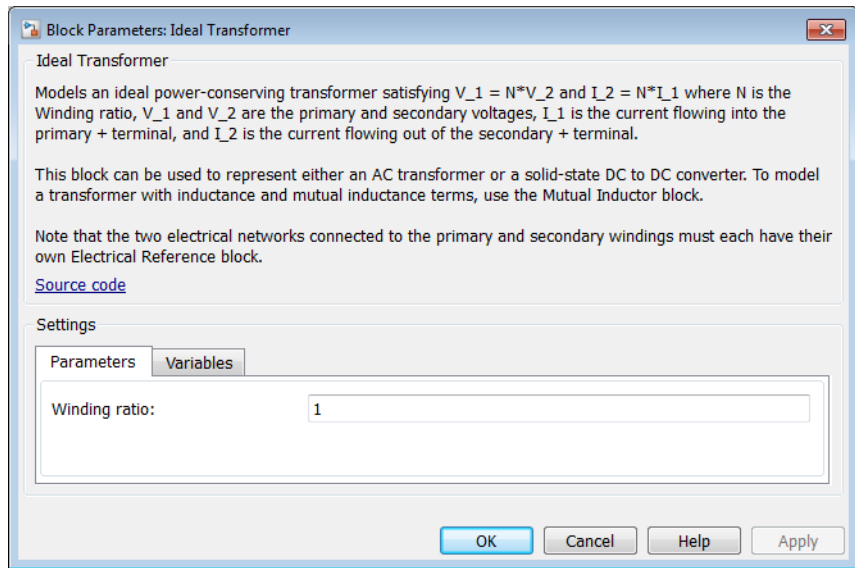 Block Parameters: Ideal Transformer
Ideal Transformer
Models an ideal power-conserving transformer satisfying V_1 = N*V_2 and I_2 = N*I_1 where N is the
Winding ratio, V_1 and V_2 are the primary and secondary voltages, I_1 is the current flowing into the
primary + terminal, and I_2 is the current flowing out of the secondary + terminal.
This block can be used to represent either an AC transformer or a solid-state DC to DC converter. To model
a transformer with inductance and mutual inductance terms, use the Mutual Inductor block.
Note that the two electrical networks connected to the primary and secondary windings must each have their
own Electrical Reference block.
Source code
Settings
Parameters Variables
Winding ratio: 1
OK Cancel Help Apply